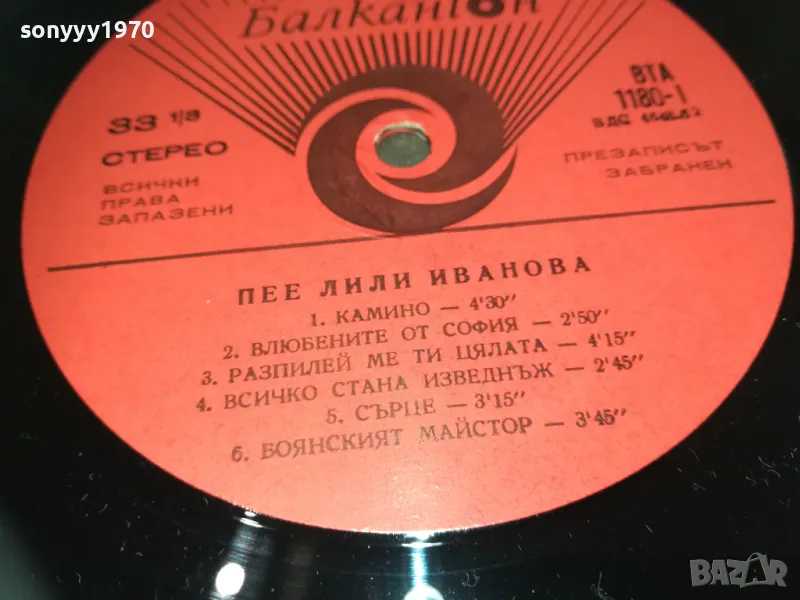 sonyyy1970
Балкантон
33 1/3
СТЕРЕО
ВСИЧКИ
ПРАВА
ЗАПАЗЕНИ
ВТА
1180-I
ВДС
ПРЕЗАПИСЪТ
ЗАБРАНЕН
ПЕЕ ЛИЛИ ИВАНОВА
1. КАМИНО — 4'30"
2. ВЛЮБЕНИТЕ ОТ СОФИЯ — 2'50"
3. РАЗПИЛЕЙ МЕ ТИ ЦЯЛАТА — 4'15"
4. ВСИЧКО СТАНА ИЗВЕДНЪЖ — 2'45"
5. СЪРЦЕ — 3'15"
6. БОЯНСКИЯТ МАЙСТОР — 3'45"
BAZAR